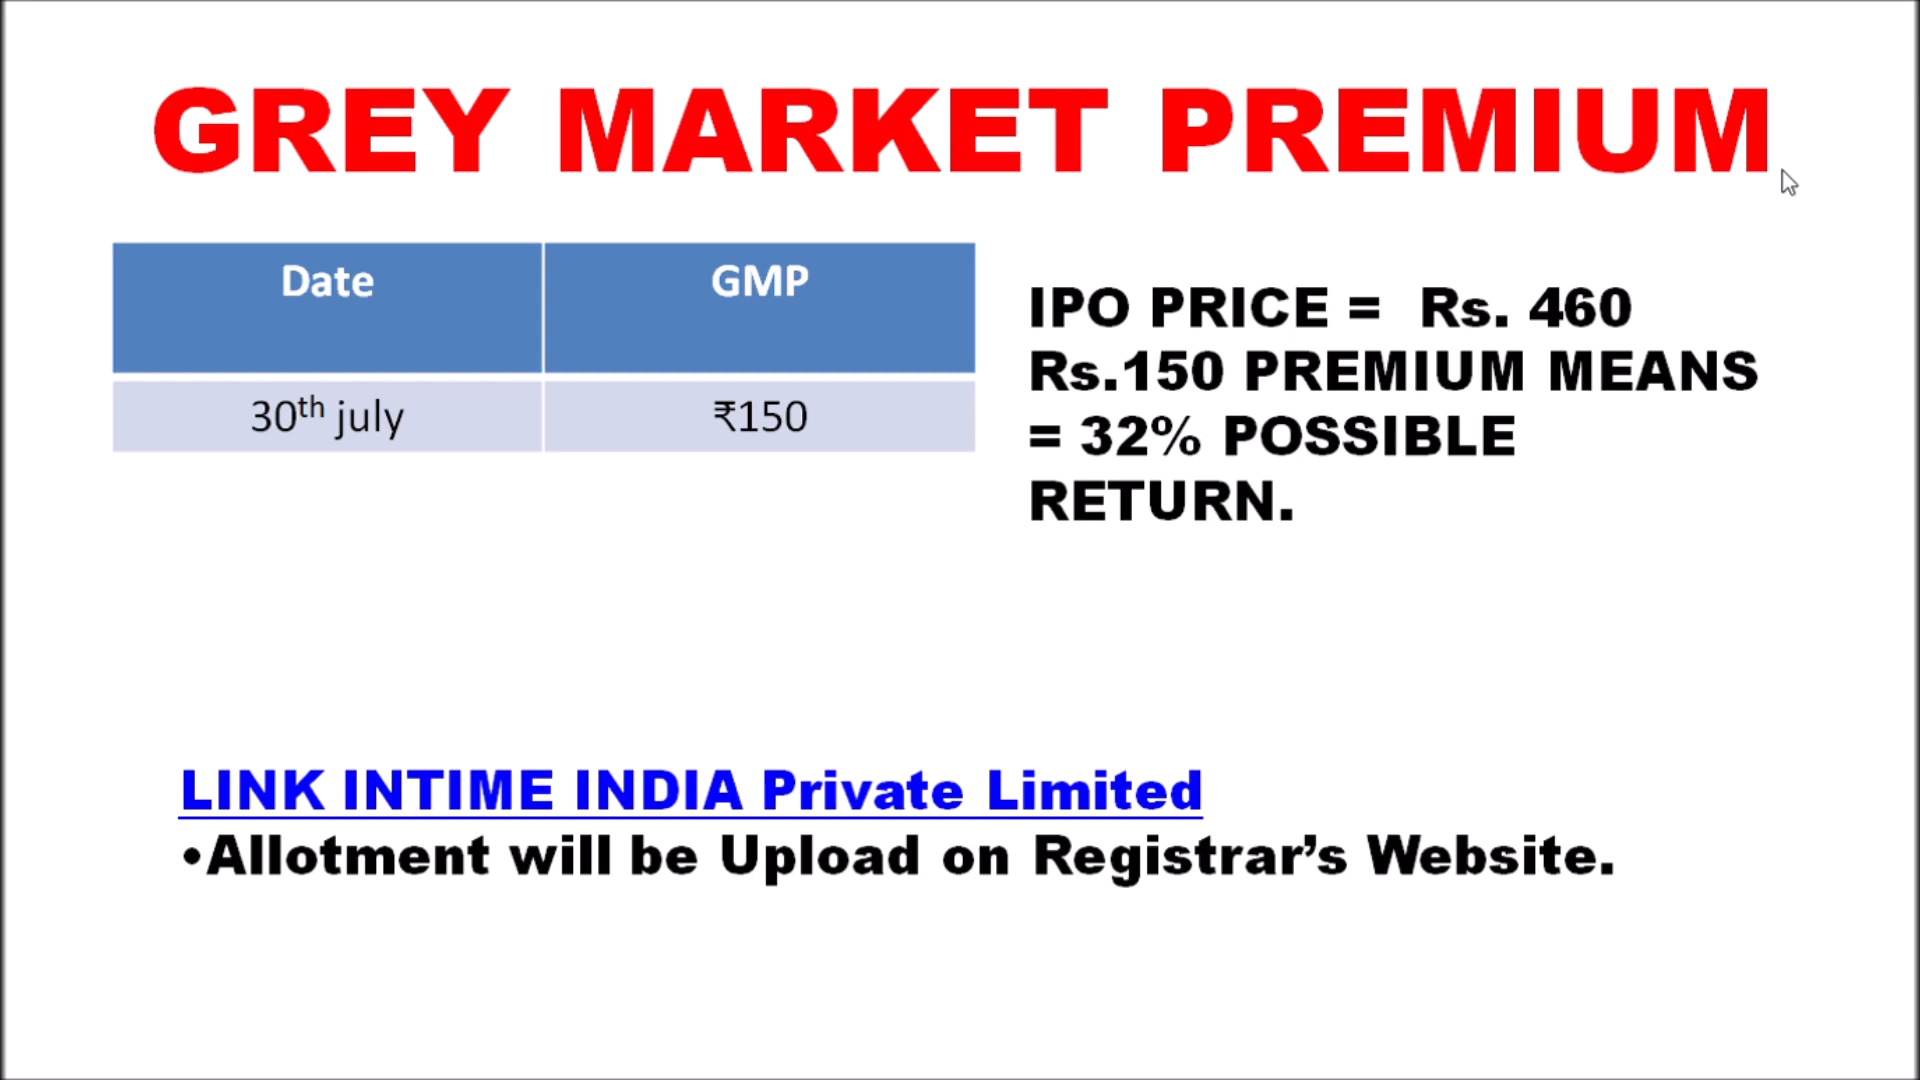 GREY MARKET PREMIUM
Date GMP
30th july ₹150
IPO PRICE = Rs. 460
Rs.150 PREMIUM MEANS
= 32% POSSIBLE
RETURN.
LINK INTIME INDIA Private Limited
•Allotment will be Upload on Registrar’s Website.